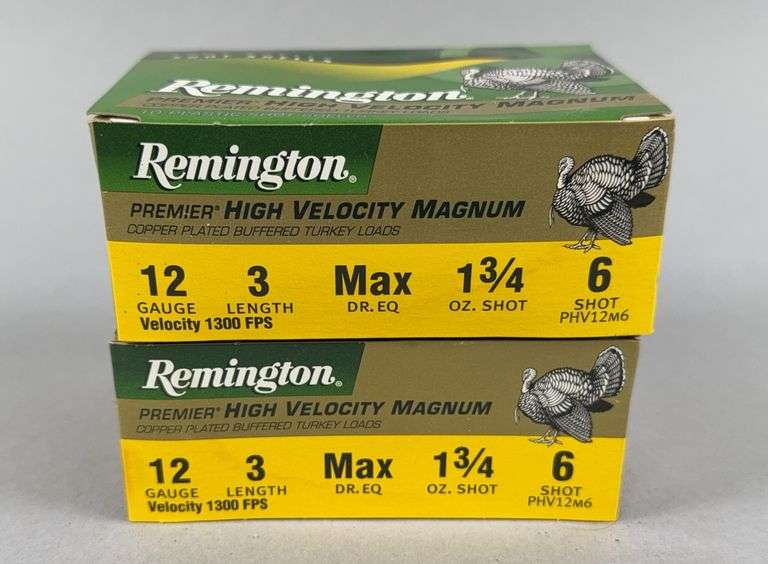 Remington®
PREMIER® HIGH VELOCITY MAGNUM
Remington®
PREMIER® HIGH VELOCITY MAGNUM
COPPER PLATED BUFFERED TURKEY LOADS
12 3 Max 1 3/4 6
GAUGE LENGTH DR.EQ OZ. SHOT SHOT
Velocity 1300 FPS PHV12M6
Remington®
PREMIER® HIGH VELOCITY MAGNUM
COPPER PLATED BUFFERED TURKEY LOADS
12 3 Max 1 3/4 6
GAUGE LENGTH DR.EQ OZ. SHOT SHOT
Velocity 1300 FPS PHV12M6